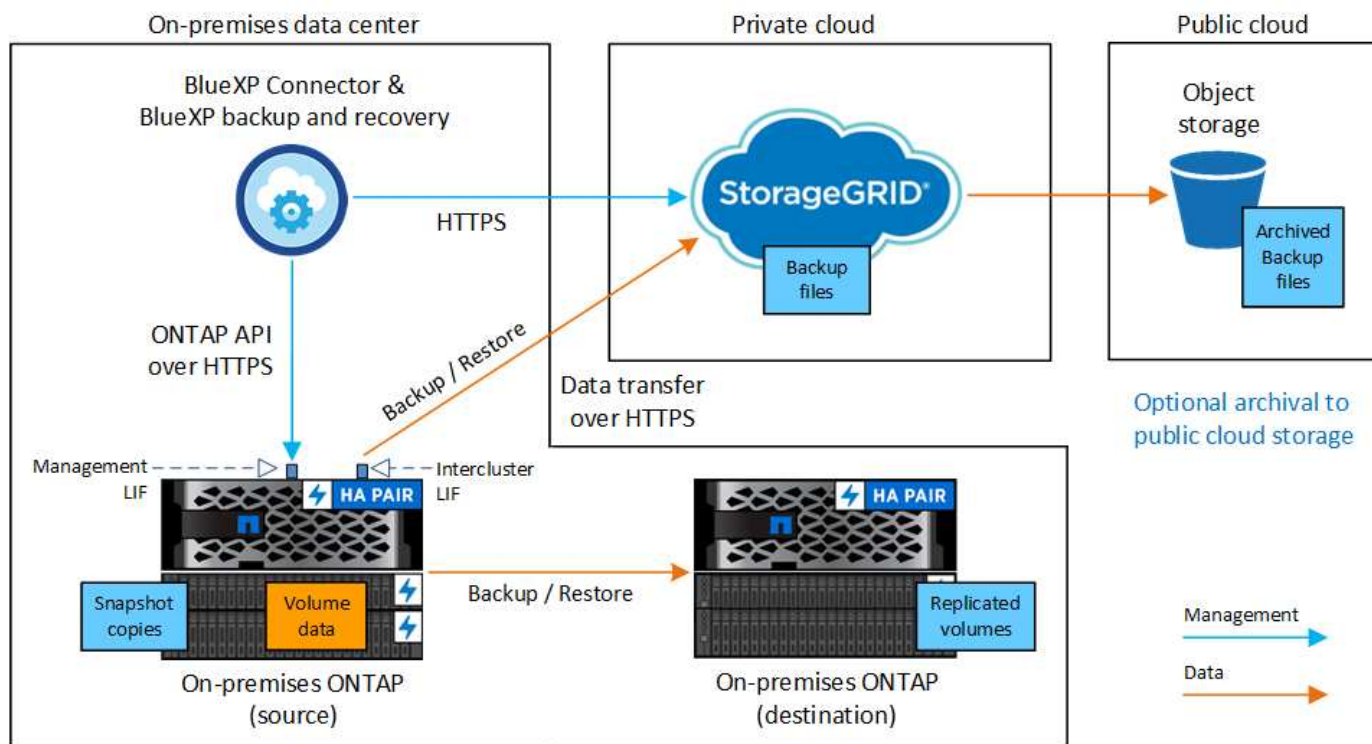 On-premises data center
Private cloud
Public cloud
BlueXP Connector &
BlueXP backup and recovery
HTTPS
StorageGRID®
Backup
files
Object
storage
Archived
Backup
files
ONTAP API
over HTTPS
Backup / Restore
Data transfer
over HTTPS
Optional archival to
public cloud storage
Management
LIF
Intercluster
LIF
HA PAIR
HA PAIR
Snapshot
copies
Volume
data
Backup / Restore
Replicated
volumes
On-premises ONTAP
(source)
On-premises ONTAP
(destination)
Management
Data